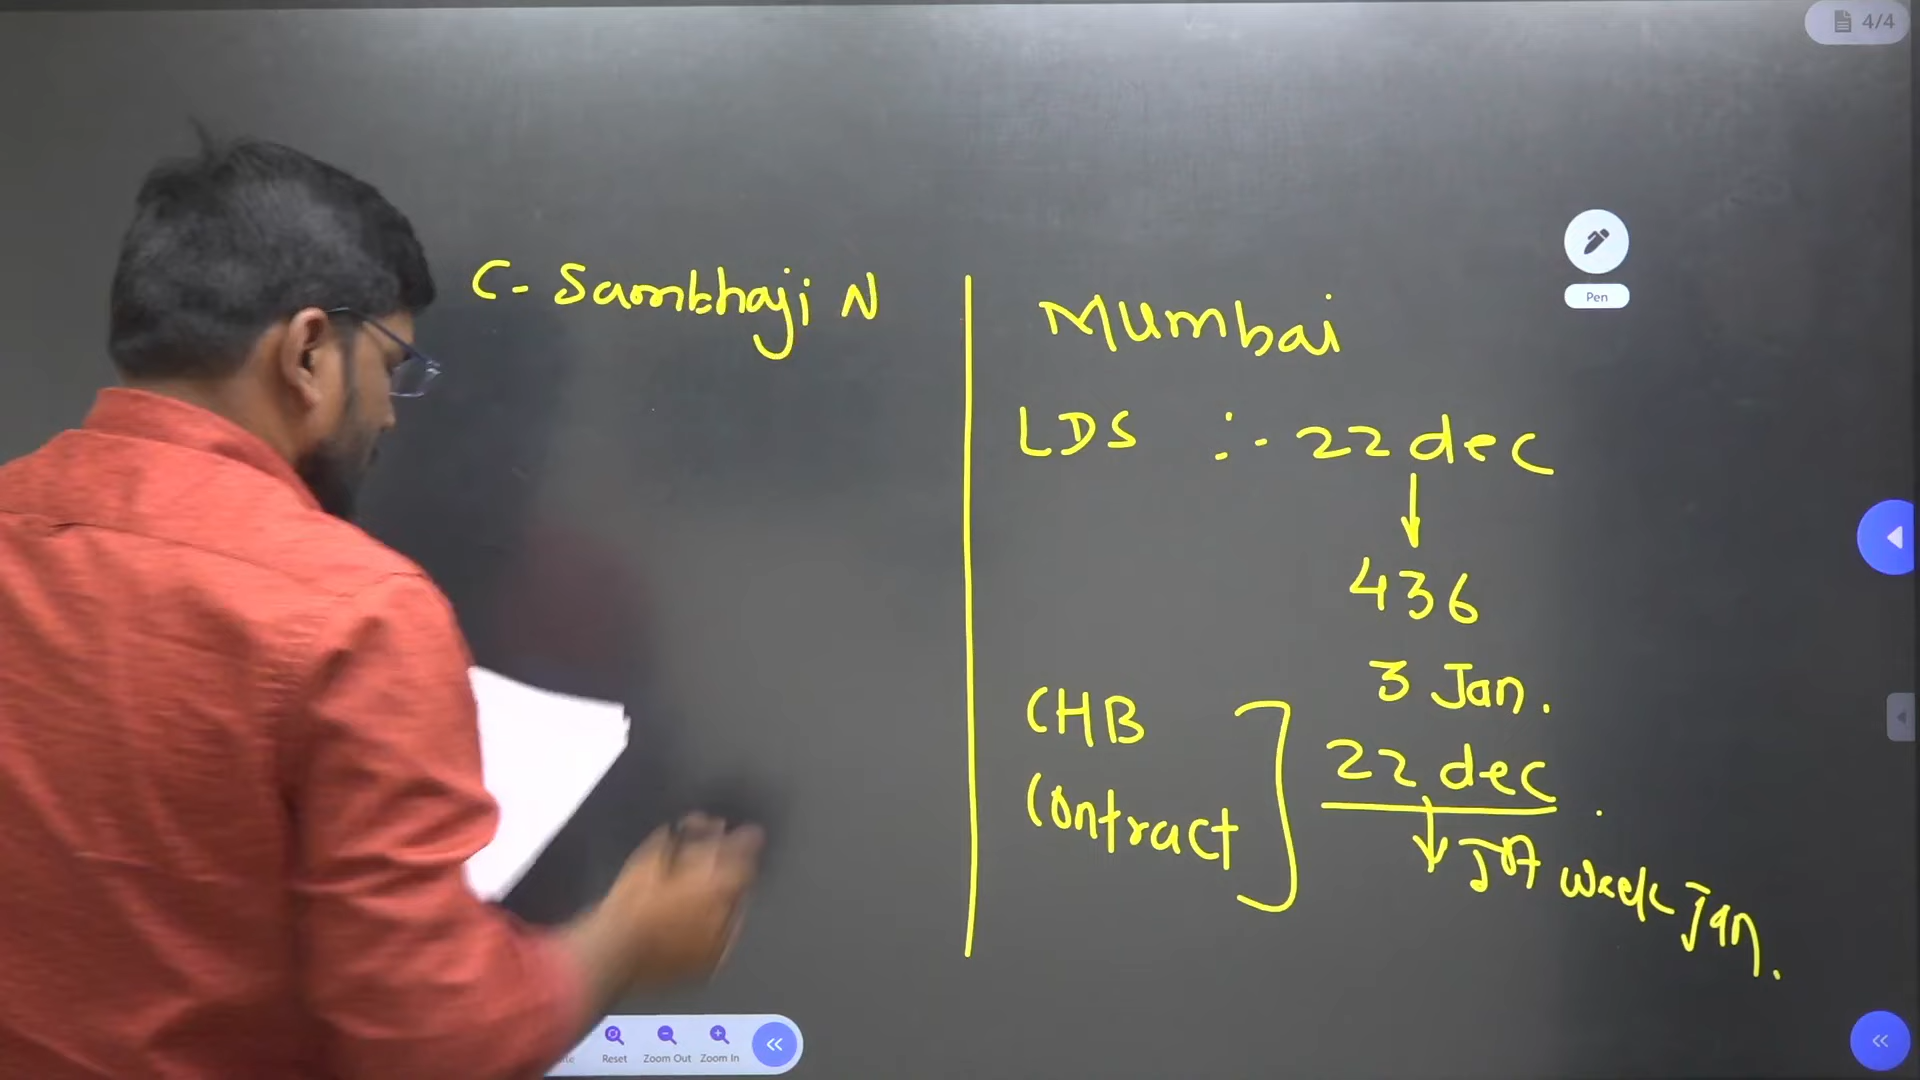 4/4
Pen
C- Sambhaji N
Mumbai
LDS :- 22 dec
436
3 Jan.
CHB
Contract
22 dec
week Jan.
Reset
Zoom Out
Zoom In